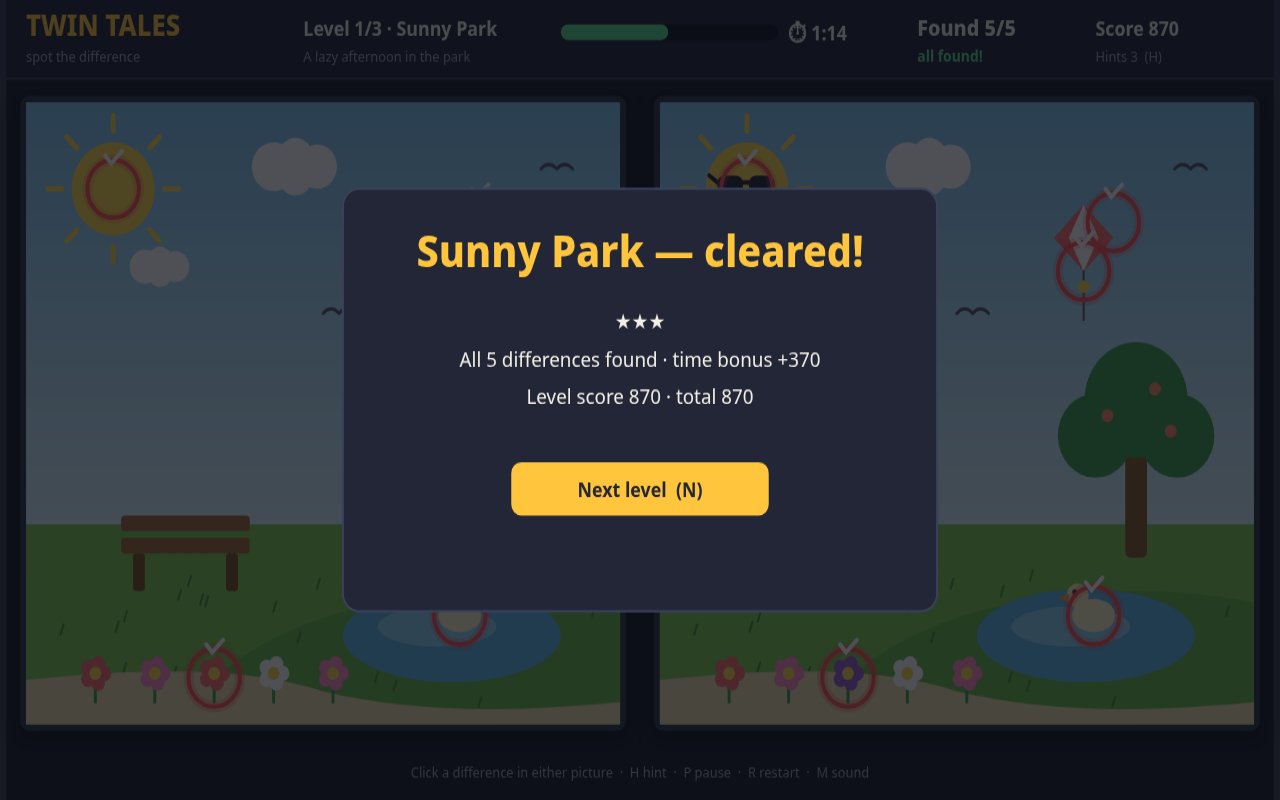 TWIN TALES
spot the difference
Level 1/3 · Sunny Park
A lazy afternoon in the park
1:14
Found 5/5
all found!
Score 870
Hints 3 (H)
Sunny Park — cleared!
★★★
All 5 differences found · time bonus +370
Level score 870 · total 870
Next level (N)
Click a difference in either picture · H hint · P pause · R restart · M sound